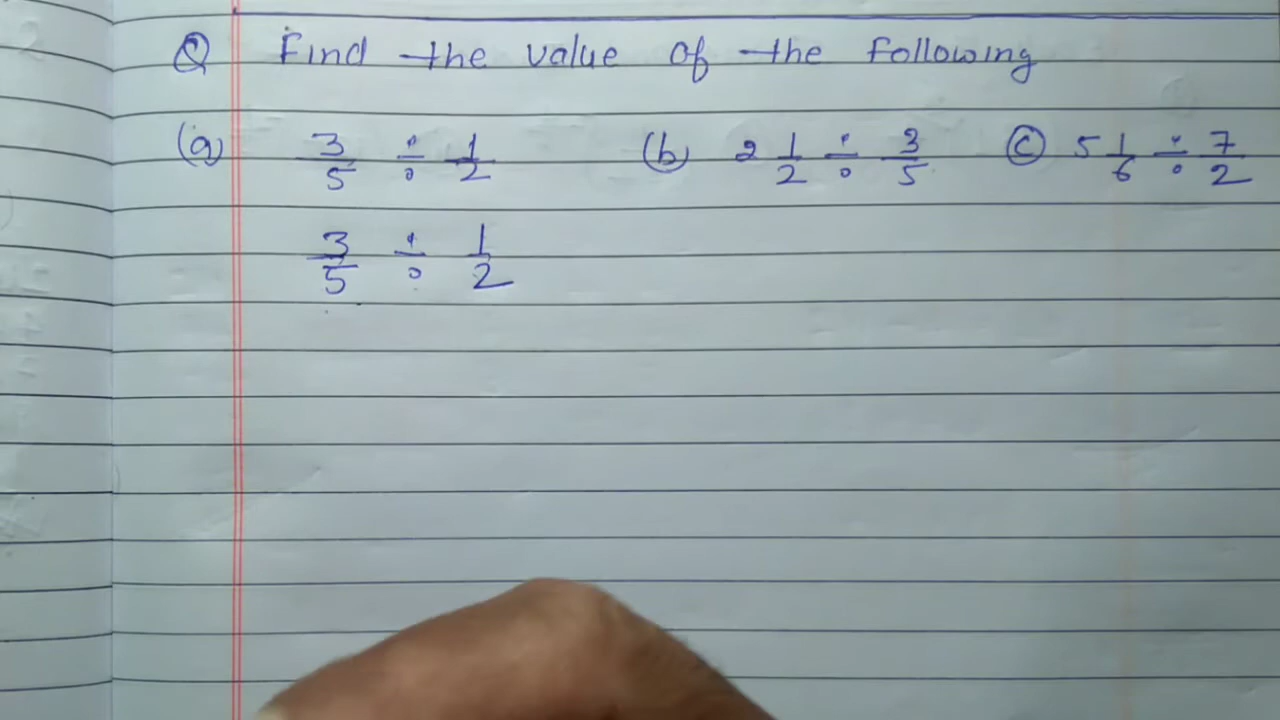 Q Find the value of the following
(a) 3/5 ÷ 1/2 (b) 2 1/2 ÷ 3/5 (c) 5 1/6 ÷ 7/2
3/5 ÷ 1/2